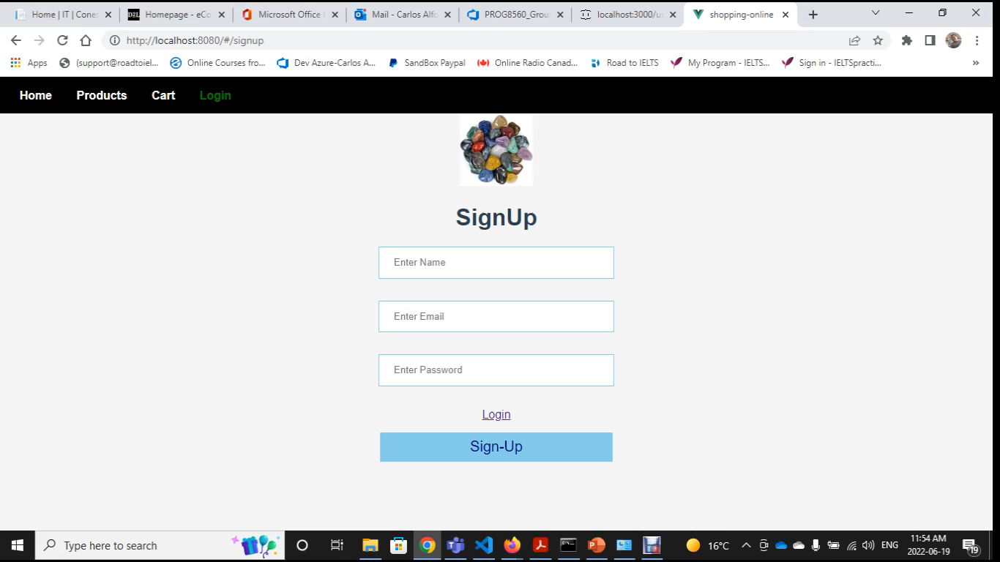 Home | IT | Cones
D2L Homepage - eCo
Microsoft Office
Mail - Carlos Alfo
PROG8560_Grou
localhost:3000/u
shopping-online
http://localhost:8080/#/signup
Apps
(support@roadtoiel...
Online Courses fro...
Dev Azure-Carlos A...
SandBox Paypal
Online Radio Canad...
Road to IELTS
My Program - IELTS...
Sign in - IELTSpracti...
»
Home
Products
Cart
Login
SignUp
Enter Name
Enter Email
Enter Password
Login
Sign-Up
Type here to search
16°C
ENG
11:54 AM
2022-06-19
19